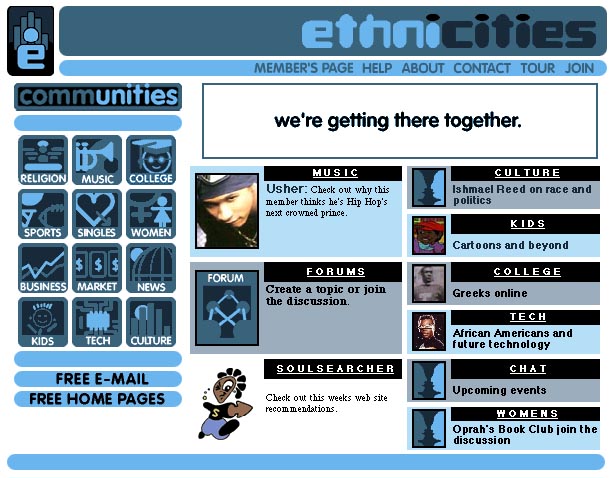 e
ethnicities
MEMBER'S PAGE HELP ABOUT CONTACT TOUR JOIN
communities
we're getting there together.
RELIGION MUSIC COLLEGE
SPORTS SINGLES WOMEN
BUSINESS MARKET NEWS
KIDS TECH CULTURE
FREE E-MAIL
FREE HOME PAGES
MUSIC
Usher: Check out why this
member thinks he's Hip Hop's
next crowned prince.
FORUM
FORUMS
Create a topic or join
the discussion.
S
SOULSEARCHER
Check out this weeks web site
recommendations.
CULTURE
Ishmael Reed on race and
politics
KIDS
Cartoons and beyond
COLLEGE
Greeks online
TECH
African Americans and
future technology
CHAT
Upcoming events
WOMENS
Oprah's Book Club join the
discussion